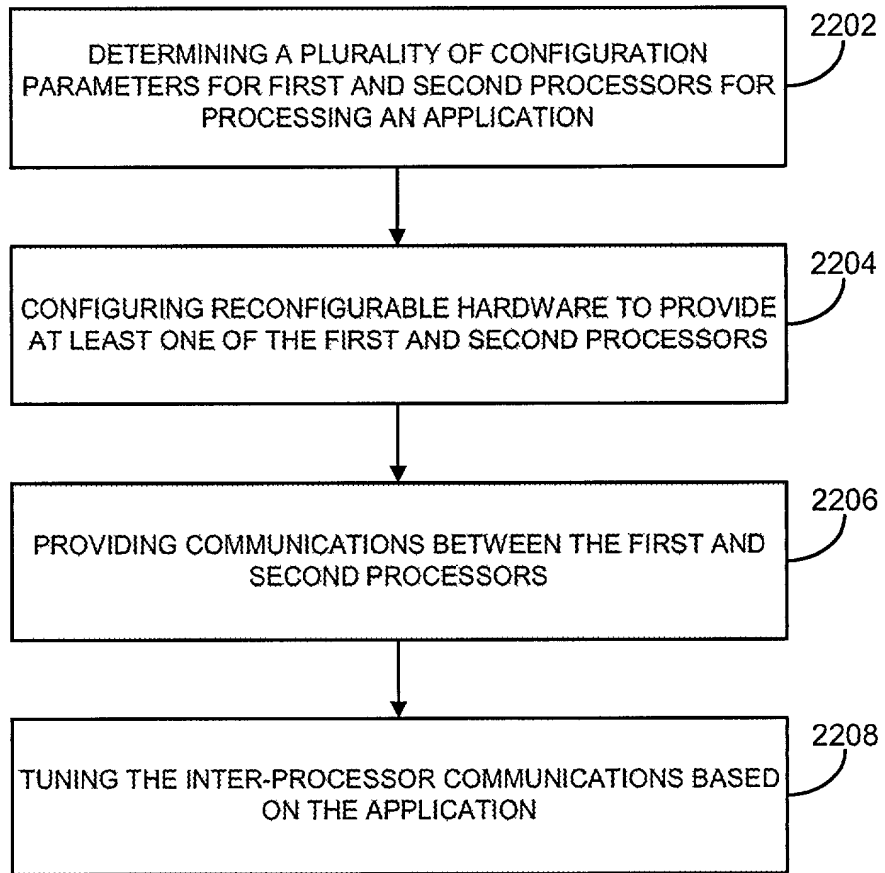 2202
DETERMINING A PLURALITY OF CONFIGURATION
PARAMETERS FOR FIRST AND SECOND PROCESSORS FOR
PROCESSING AN APPLICATION
2204
CONFIGURING RECONFIGURABLE HARDWARE TO PROVIDE
AT LEAST ONE OF THE FIRST AND SECOND PROCESSORS
2206
PROVIDING COMMUNICATIONS BETWEEN THE FIRST AND
SECOND PROCESSORS
2208
TUNING THE INTER-PROCESSOR COMMUNICATIONS BASED
ON THE APPLICATION